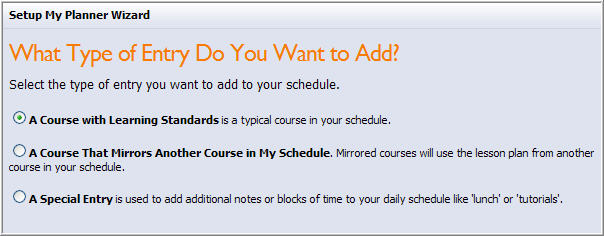 Setup My Planner Wizard
What Type of Entry Do You Want to Add?
Select the type of entry you want to add to your schedule.
A Course with Learning Standards is a typical course in your schedule.
A Course That Mirrors Another Course in My Schedule. Mirrored courses will use the lesson plan from another
course in your schedule.
A Special Entry is used to add additional notes or blocks of time to your daily schedule like 'lunch' or 'tutorials'.